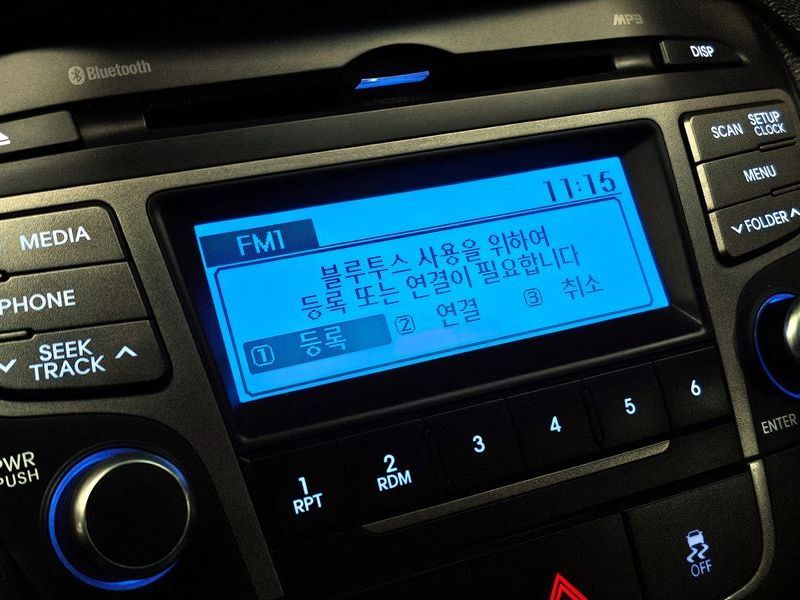 MP3
Bluetooth
DISP
SCAN SETUP CLOCK
MENU
FOLDER
MEDIA
PHONE
SEEK
TRACK
11:15
FM1
블루투스 사용을 위하여
등록 또는 연결이 필요합니다
① 등록 ② 연결 ③ 취소
PWR
PUSH
ENTER
1 RPT
2 RDM
3
4
5
6
OFF